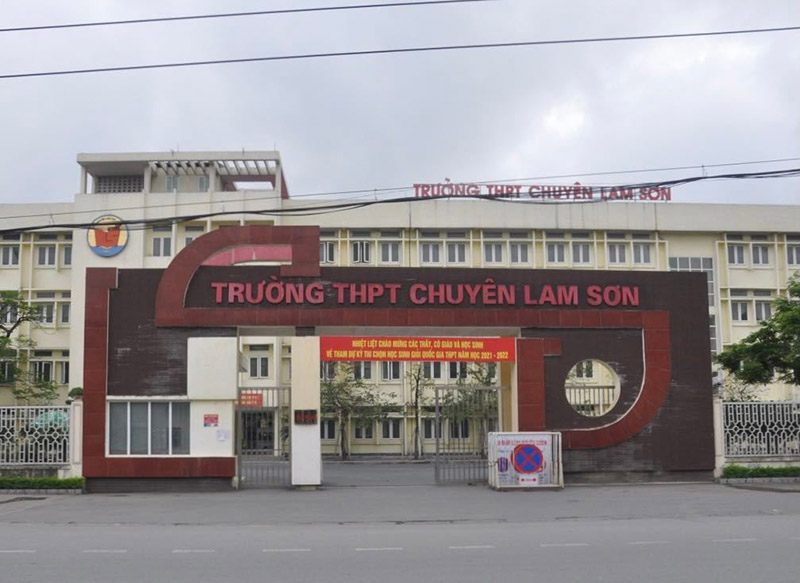 TRƯỜNG THPT CHUYÊN LAM SƠN
TRƯỜNG THPT CHUYÊN LAM SƠN
NHIỆT LIỆT CHÀO MỪNG CÁC THẦY, CÔ GIÁO VÀ HỌC SINH
VỀ THAM DỰ KỲ THI CHỌN HỌC SINH GIỎI QUỐC GIA THPT NĂM HỌC 2021 - 2022